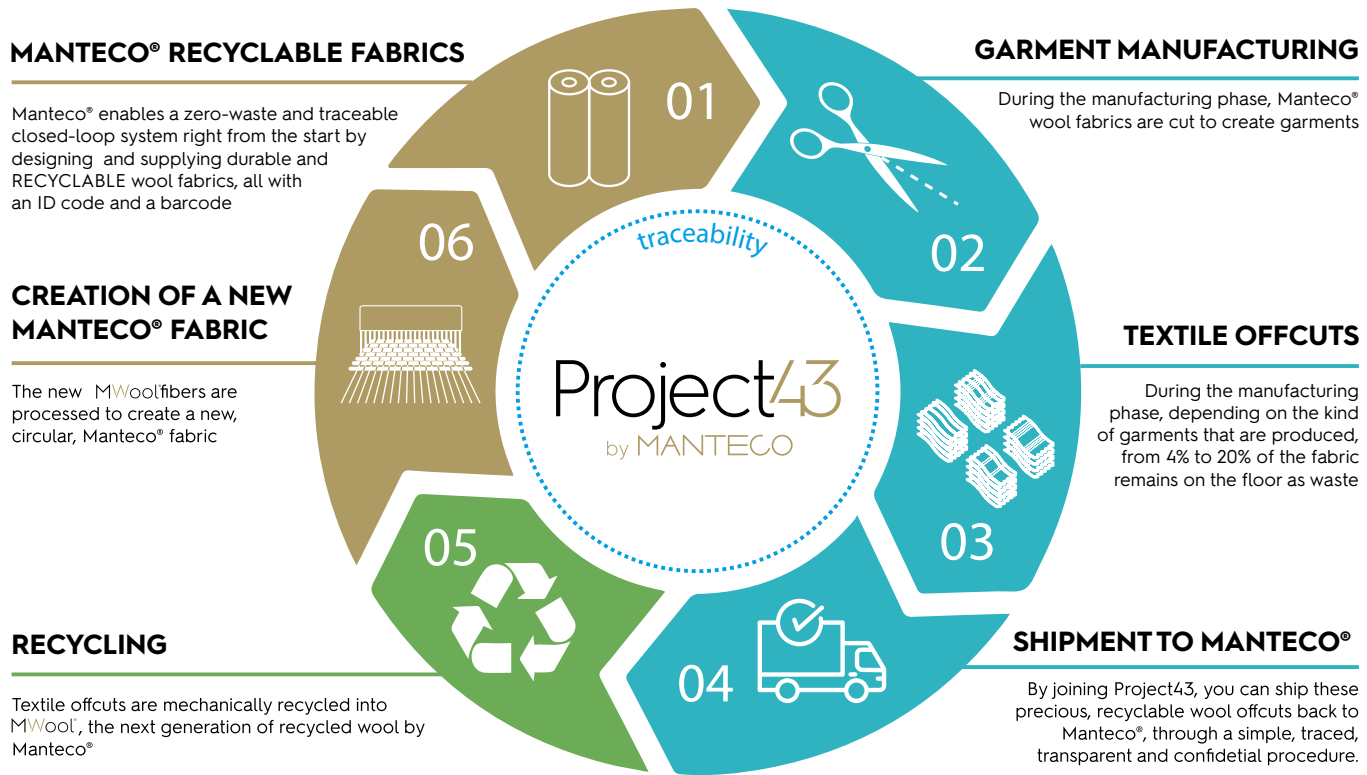 MANTECO® RECYCLABLE FABRICS
Manteco® enables a zero-waste and traceable
closed-loop system right from the start by
designing and supplying durable and
RECYCLABLE wool fabrics, all with
an ID code and a barcode
01
GARMENT MANUFACTURING
During the manufacturing phase, Manteco®
wool fabrics are cut to create garments
02
TEXTILE OFFCUTS
During the manufacturing
phase, depending on the kind
of garments that are produced,
from 4% to 20% of the fabric
remains on the floor as waste
03
SHIPMENT TO MANTECO®
By joining Project43, you can ship these
precious, recyclable wool offcuts back to
Manteco®, through a simple, traced,
transparent and confidetial procedure.
04
RECYCLING
Textile offcuts are mechanically recycled into
MWool®, the next generation of recycled wool by
Manteco®
05
CREATION OF A NEW
MANTECO® FABRIC
The new MWool® fibers are
processed to create a new,
circular, Manteco® fabric
06
traceability
Project43
by MANTECO